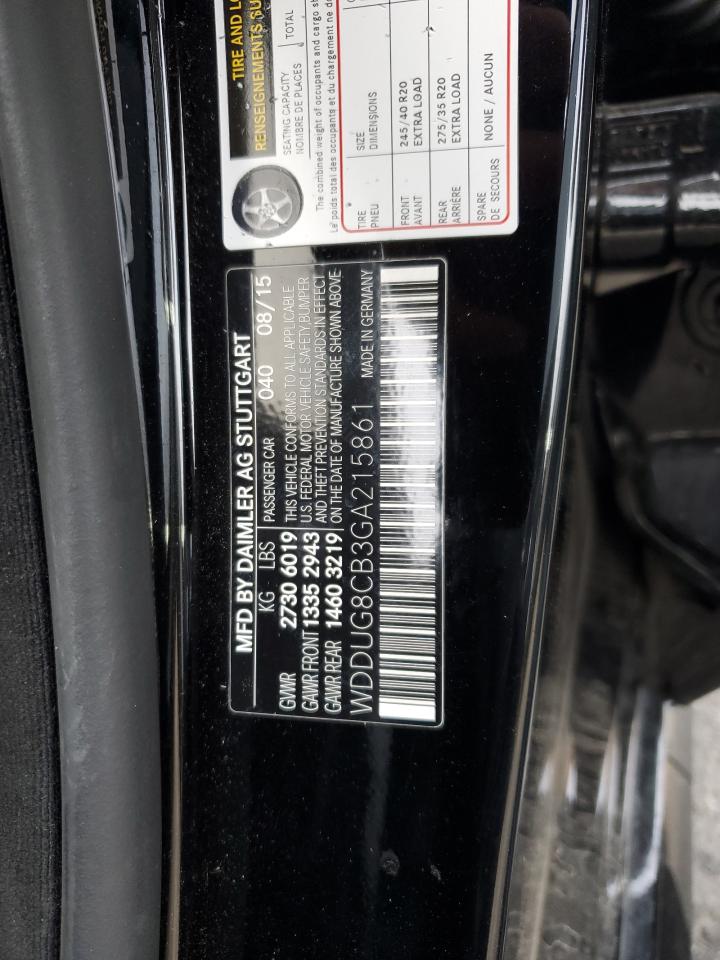 MFD BY DAIMLER AG STUTTGART
KG LBS PASSENGER CAR 040 08/15
GVWR 2730 6019 THIS VEHICLE CONFORMS TO ALL APPLICABLE
GAWR FRONT 1335 2943 U.S. FEDERAL MOTOR VEHICLE SAFETY BUMPER
GAWR REAR 1460 3219 AND THEFT PREVENTION STANDARDS IN EFFECT
ON THE DATE OF MANUFACTURE SHOWN ABOVE
WDDUG8CB3GA215861 MADE IN GERMANY
TIRE AND
RENSEIGNEMENTS
SEATING CAPACITY
NOMBRE DE PLACES TOTAL
The combined weight of occupants and cargo
Le poids total des occupants et du chargement ne
TIRE SIZE
PNEU DIMENSIONS
FRONT 245/40 R20
AVANT EXTRA LOAD
REAR 275/35 R20
ARRIÈRE EXTRA LOAD
SPARE NONE / AUCUN
DE SECOURS